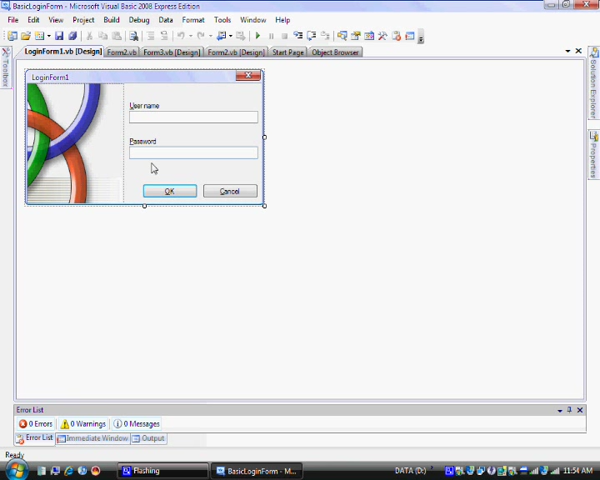 BasicLoginForm - Microsoft Visual Basic 2008 Express Edition
File Edit View Project Build Debug Data Format Tools Window Help
LoginForm1.vb [Design] Form2.vb Form3.vb [Design] Form2.vb [Design] Start Page Object Browser
Toolbox
Solution Explorer
Properties
LoginForm1
User name
Password
OK Cancel
Error List
0 Errors 0 Warnings 0 Messages
Error List Immediate Window Output
Ready
Flashing BasicLoginForm - M... DATA (D:) 11:54 AM